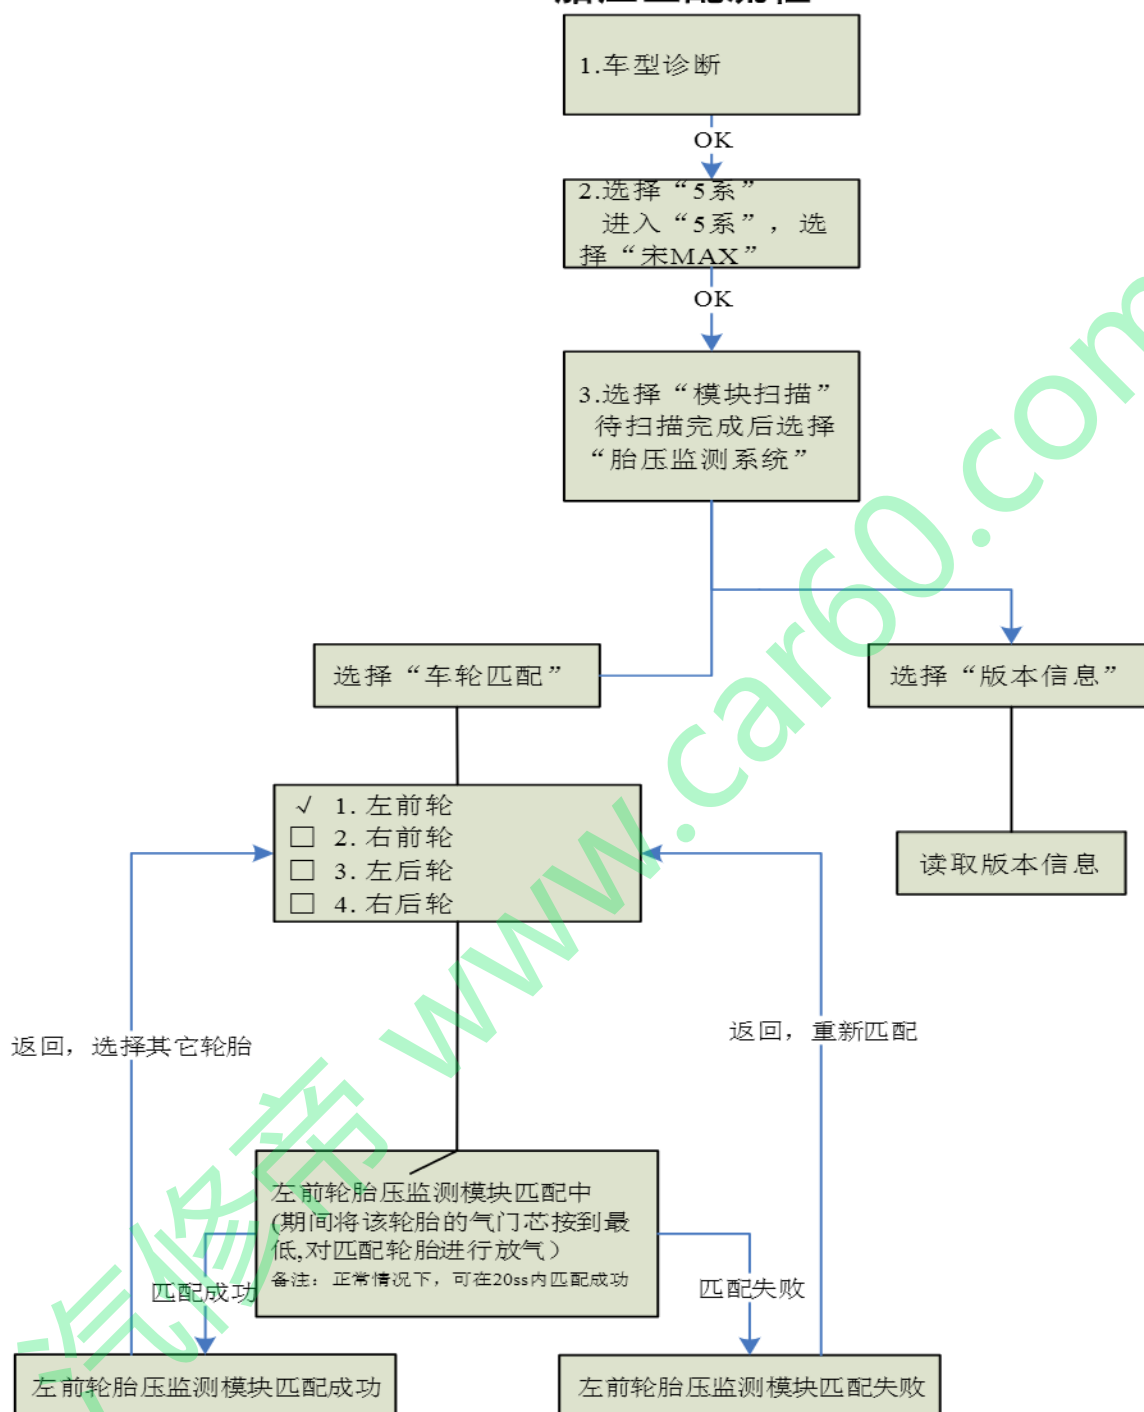 1.车型诊断
OK
2.选择“5系”
进入“5系”，选
择“宋MAX”
OK
3.选择“模块扫描”
待扫描完成后选择
“胎压监测系统”
选择“车轮匹配”
选择“版本信息”
√ 1.左前轮
□ 2.右前轮
□ 3.左后轮
□ 4.右后轮
读取版本信息
返回，选择其它轮胎
返回，重新匹配
左前轮胎压监测模块匹配中
(期间将该轮胎的气门芯按到最
低,对匹配轮胎进行放气）
备注：正常情况下，可在20ss内匹配成功
匹配成功
匹配失败
左前轮胎压监测模块匹配成功
左前轮胎压监测模块匹配失败
汽修帝 www.car60.com